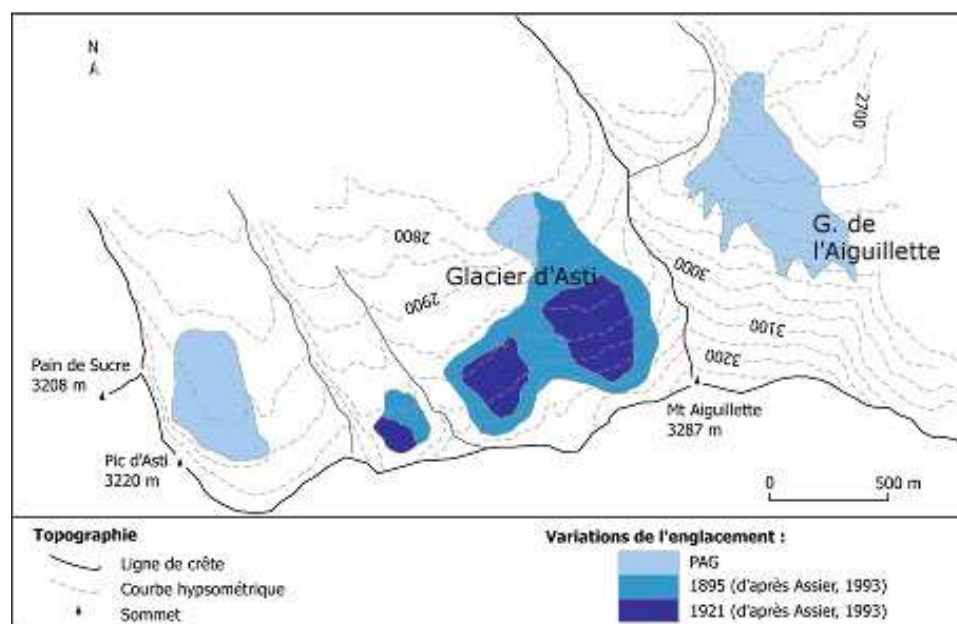 N
2700
G. de
l'Aiguillette
2800
Glacier d'Asti
3000
2900
3100
3200
Pain de Sucre
3208 m
Mt Aiguillette
3287 m
Pic d'Asti
3220 m
0 500 m
Topographie
Ligne de crête
Courbe hypsométrique
Sommet
Variations de l'englacement :
PAG
1895 (d'après Assier, 1993)
1921 (d'après Assier, 1993)